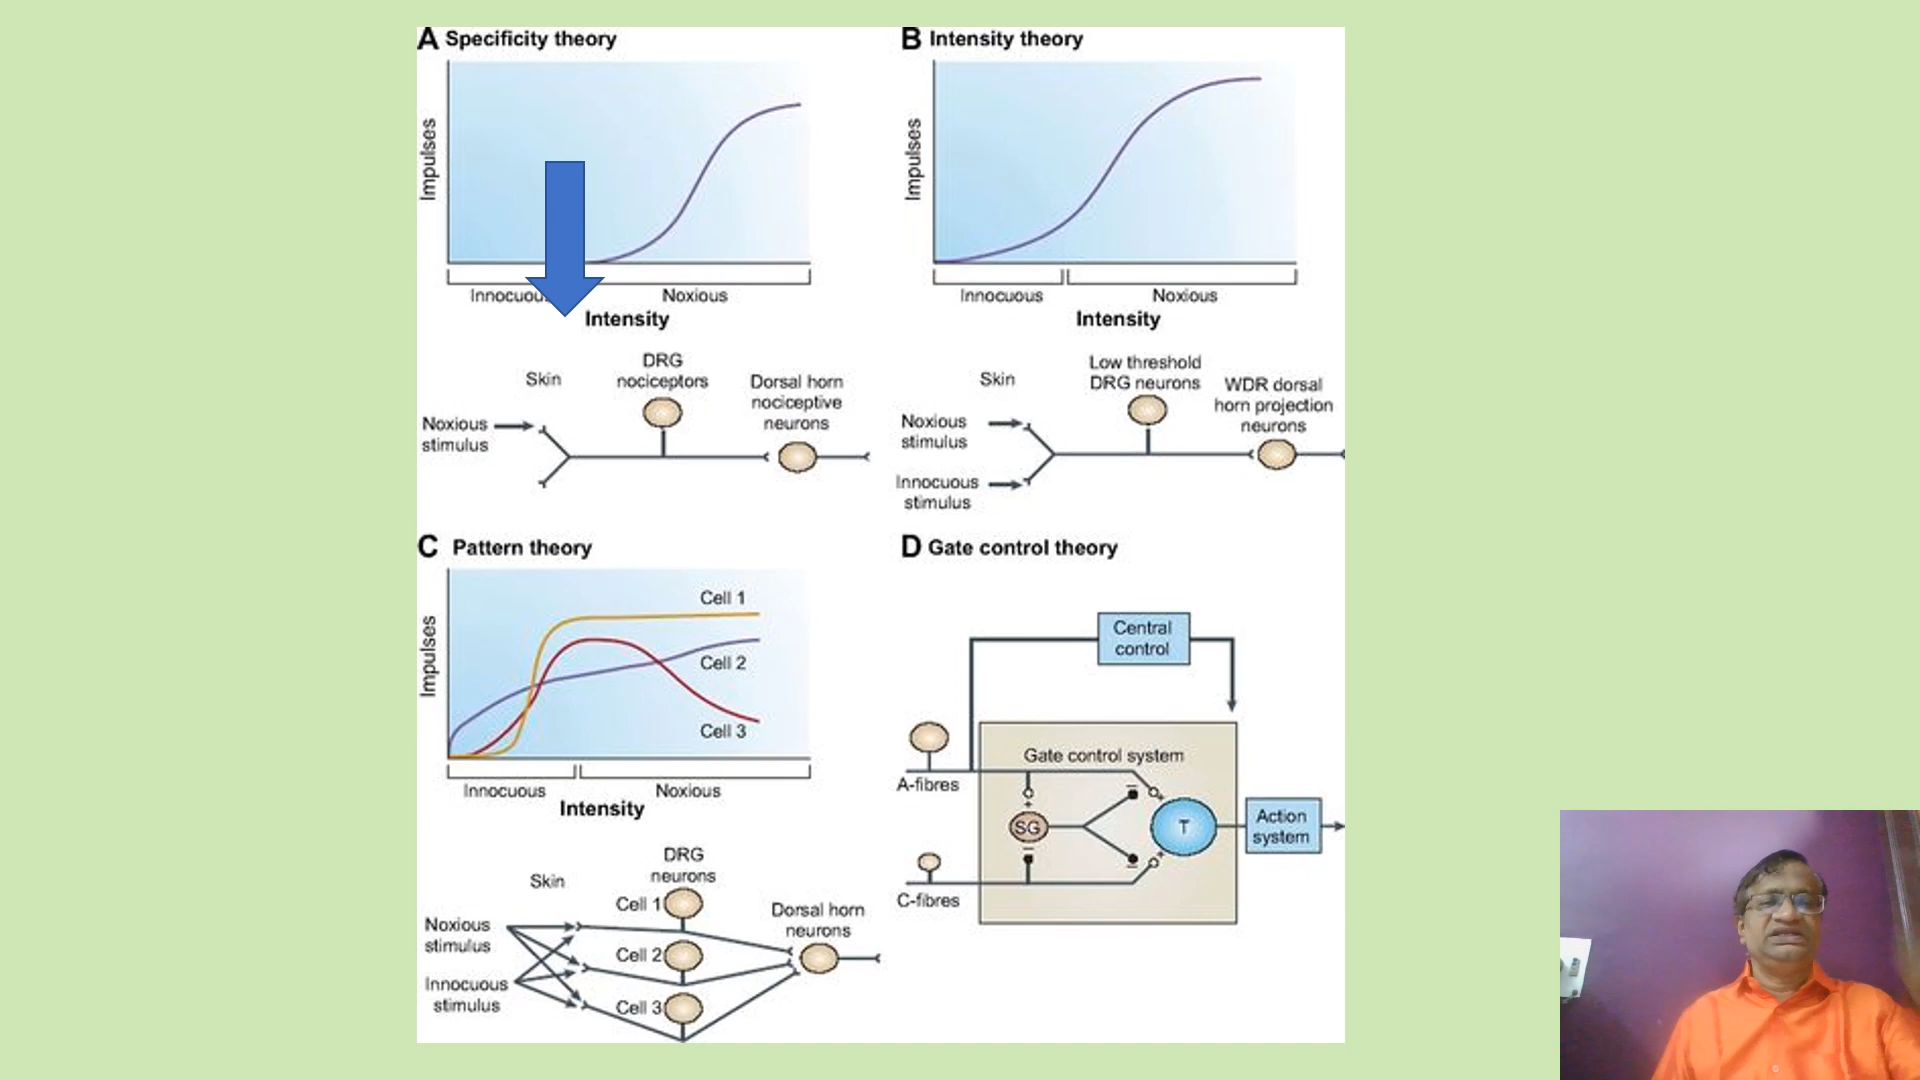 A Specificity theory
Impulses
Innocuou
Noxious
Intensity
Skin
DRG
nociceptors
Dorsal horn
nociceptive
neurons
Noxious
stimulus
B Intensity theory
Impulses
Innocuous
Noxious
Intensity
Skin
Low threshold
DRG neurons
WDR dorsal
horn projection
neurons
Noxious
stimulus
Innocuous
stimulus
C Pattern theory
Impulses
Cell 1
Cell 2
Cell 3
Innocuous
Noxious
Intensity
Skin
DRG
neurons
Cell 1
Cell 2
Cell 3
Dorsal horn
neurons
Noxious
stimulus
Innocuous
stimulus
D Gate control theory
Central
control
Gate control system
A-fibres
SG
T
Action
system
C-fibres